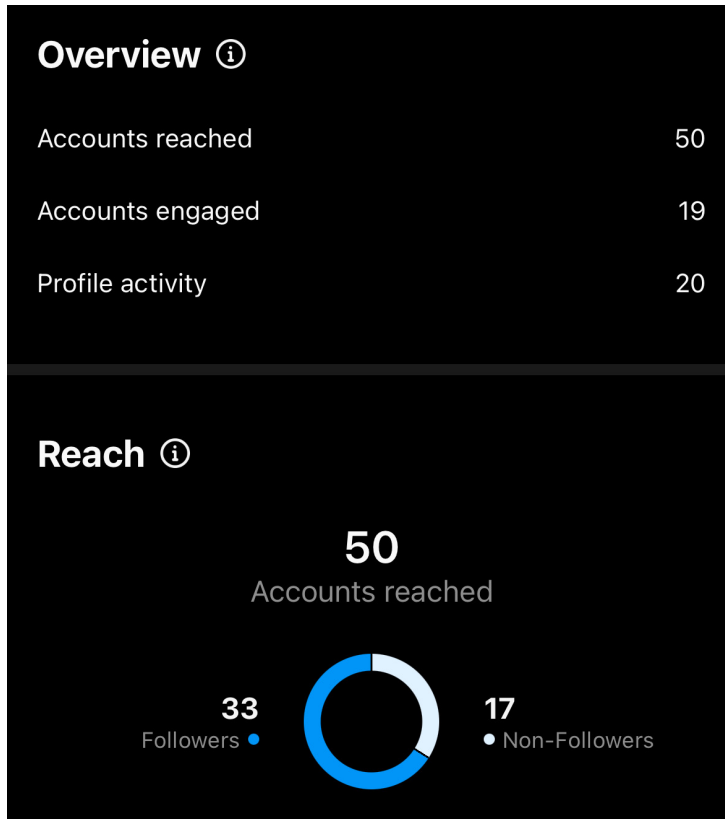 Overview
Accounts reached 50
Accounts engaged 19
Profile activity 20
Reach
50
Accounts reached
33
Followers
17
Non-Followers